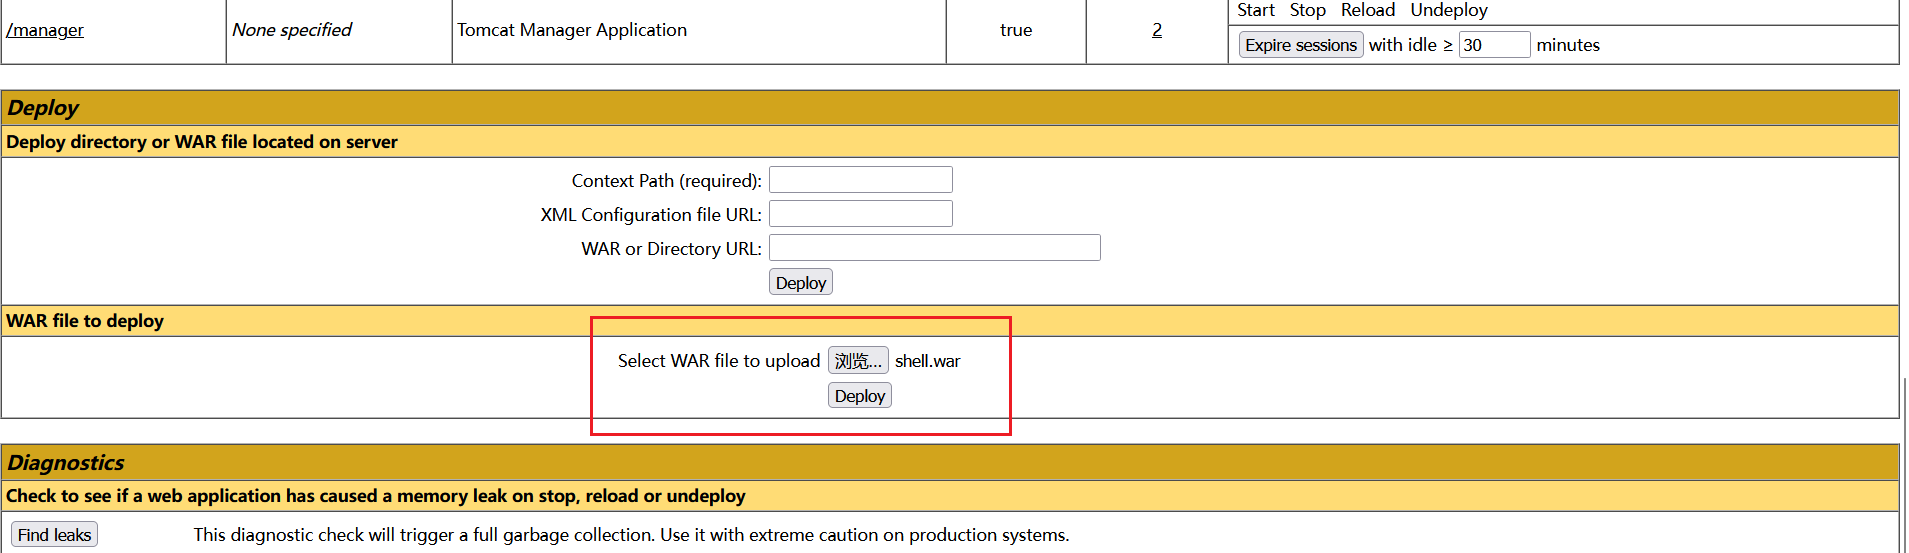 Start Stop Reload Undeploy
/manager None specified Tomcat Manager Application true 2
Expire sessions with idle ≥ 30 minutes
Deploy
Deploy directory or WAR file located on server
Context Path (required):
XML Configuration file URL:
WAR or Directory URL:
Deploy
WAR file to deploy
Select WAR file to upload 浏览... shell.war
Deploy
Diagnostics
Check to see if a web application has caused a memory leak on stop, reload or undeploy
Find leaks This diagnostic check will trigger a full garbage collection. Use it with extreme caution on production systems.